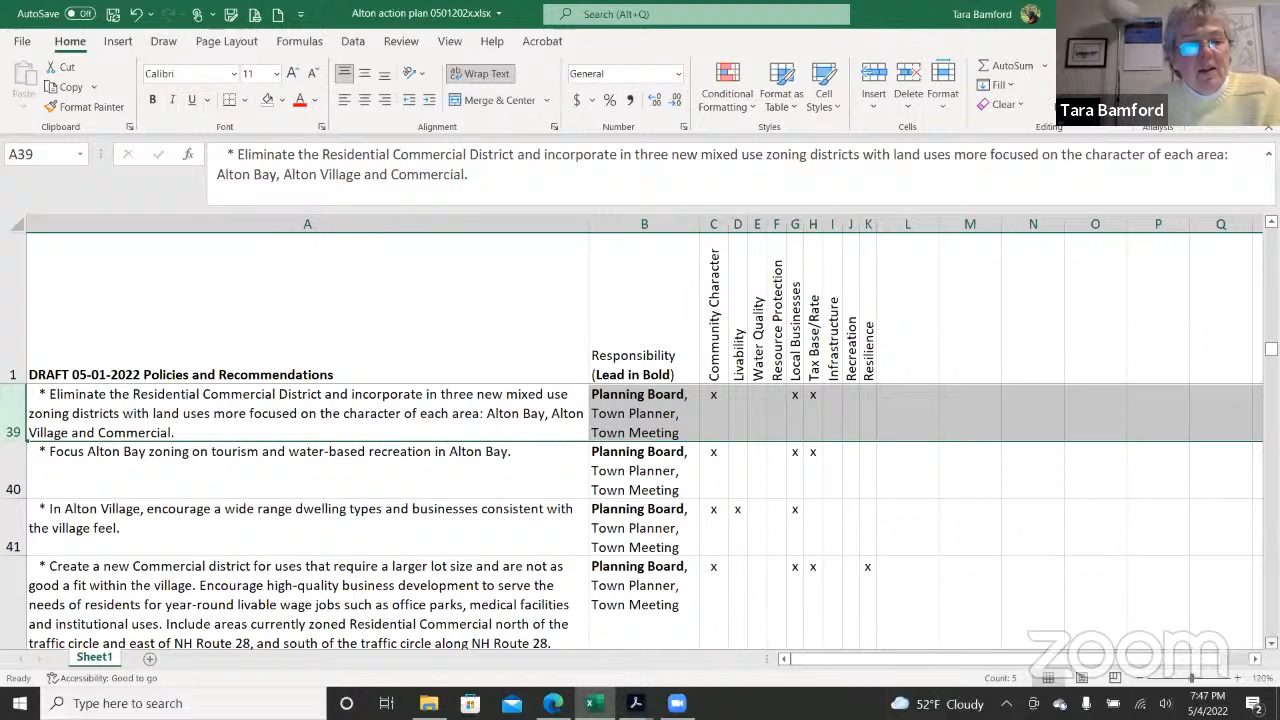 AutoSave Off
Alton action plan 0501202xxlsx
Search (Alt+Q)
Tara Bamford
File Home Insert Draw Page Layout Formulas Data Review View Help Acrobat
Cut
Copy
Format Painter
Paste
Clipboard
Calibri 11
B I U
Font
Wrap Text
Merge & Center
Alignment
General
Number
Conditional Formatting
Format as Table
Cell Styles
Styles
Insert Delete Format
Cells
AutoSum
Fill
Clear
Editing
Analysis
Tara Bamford
A39
* Eliminate the Residential Commercial District and incorporate in three new mixed use zoning districts with land uses more focused on the character of each area:
Alton Bay, Alton Village and Commercial.
A B C D E F G H I J K L M N O P Q
Community Character
Livability
Water Quality
Resource Protection
Local Businesses
Tax Base/Rate
Infrastructure
Recreation
Resilience
Responsibility
1 DRAFT 05-01-2022 Policies and Recommendations (Lead in Bold)
* Eliminate the Residential Commercial District and incorporate in three new mixed use Planning Board, x x x
zoning districts with land uses more focused on the character of each area: Alton Bay, Alton Town Planner,
39 Village and Commercial. Town Meeting
* Focus Alton Bay zoning on tourism and water-based recreation in Alton Bay. Planning Board, x x x
Town Planner,
40 Town Meeting
* In Alton Village, encourage a wide range dwelling types and businesses consistent with Planning Board, x x x
the village feel. Town Planner,
41 Town Meeting
* Create a new Commercial district for uses that require a larger lot size and are not as Planning Board, x x x x
good a fit within the village. Encourage high-quality business development to serve the Town Planner,
needs of residents for year-round livable wage jobs such as office parks, medical facilities Town Meeting
and institutional uses. Include areas currently zoned Residential Commercial north of the
traffic circle and east of NH Route 28, and south of the traffic circle along NH Route 28.
zoom
Sheet1
Ready
Accessibility: Good to go
Count: 5
120%
Type here to search
52°F Cloudy
7:47 PM
5/4/2022